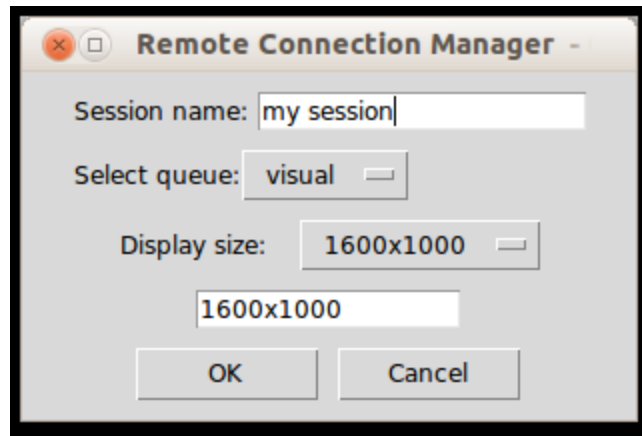 Remote Connection Manager -
Session name: my session
Select queue: visual
Display size: 1600x1000
1600x1000
OK Cancel